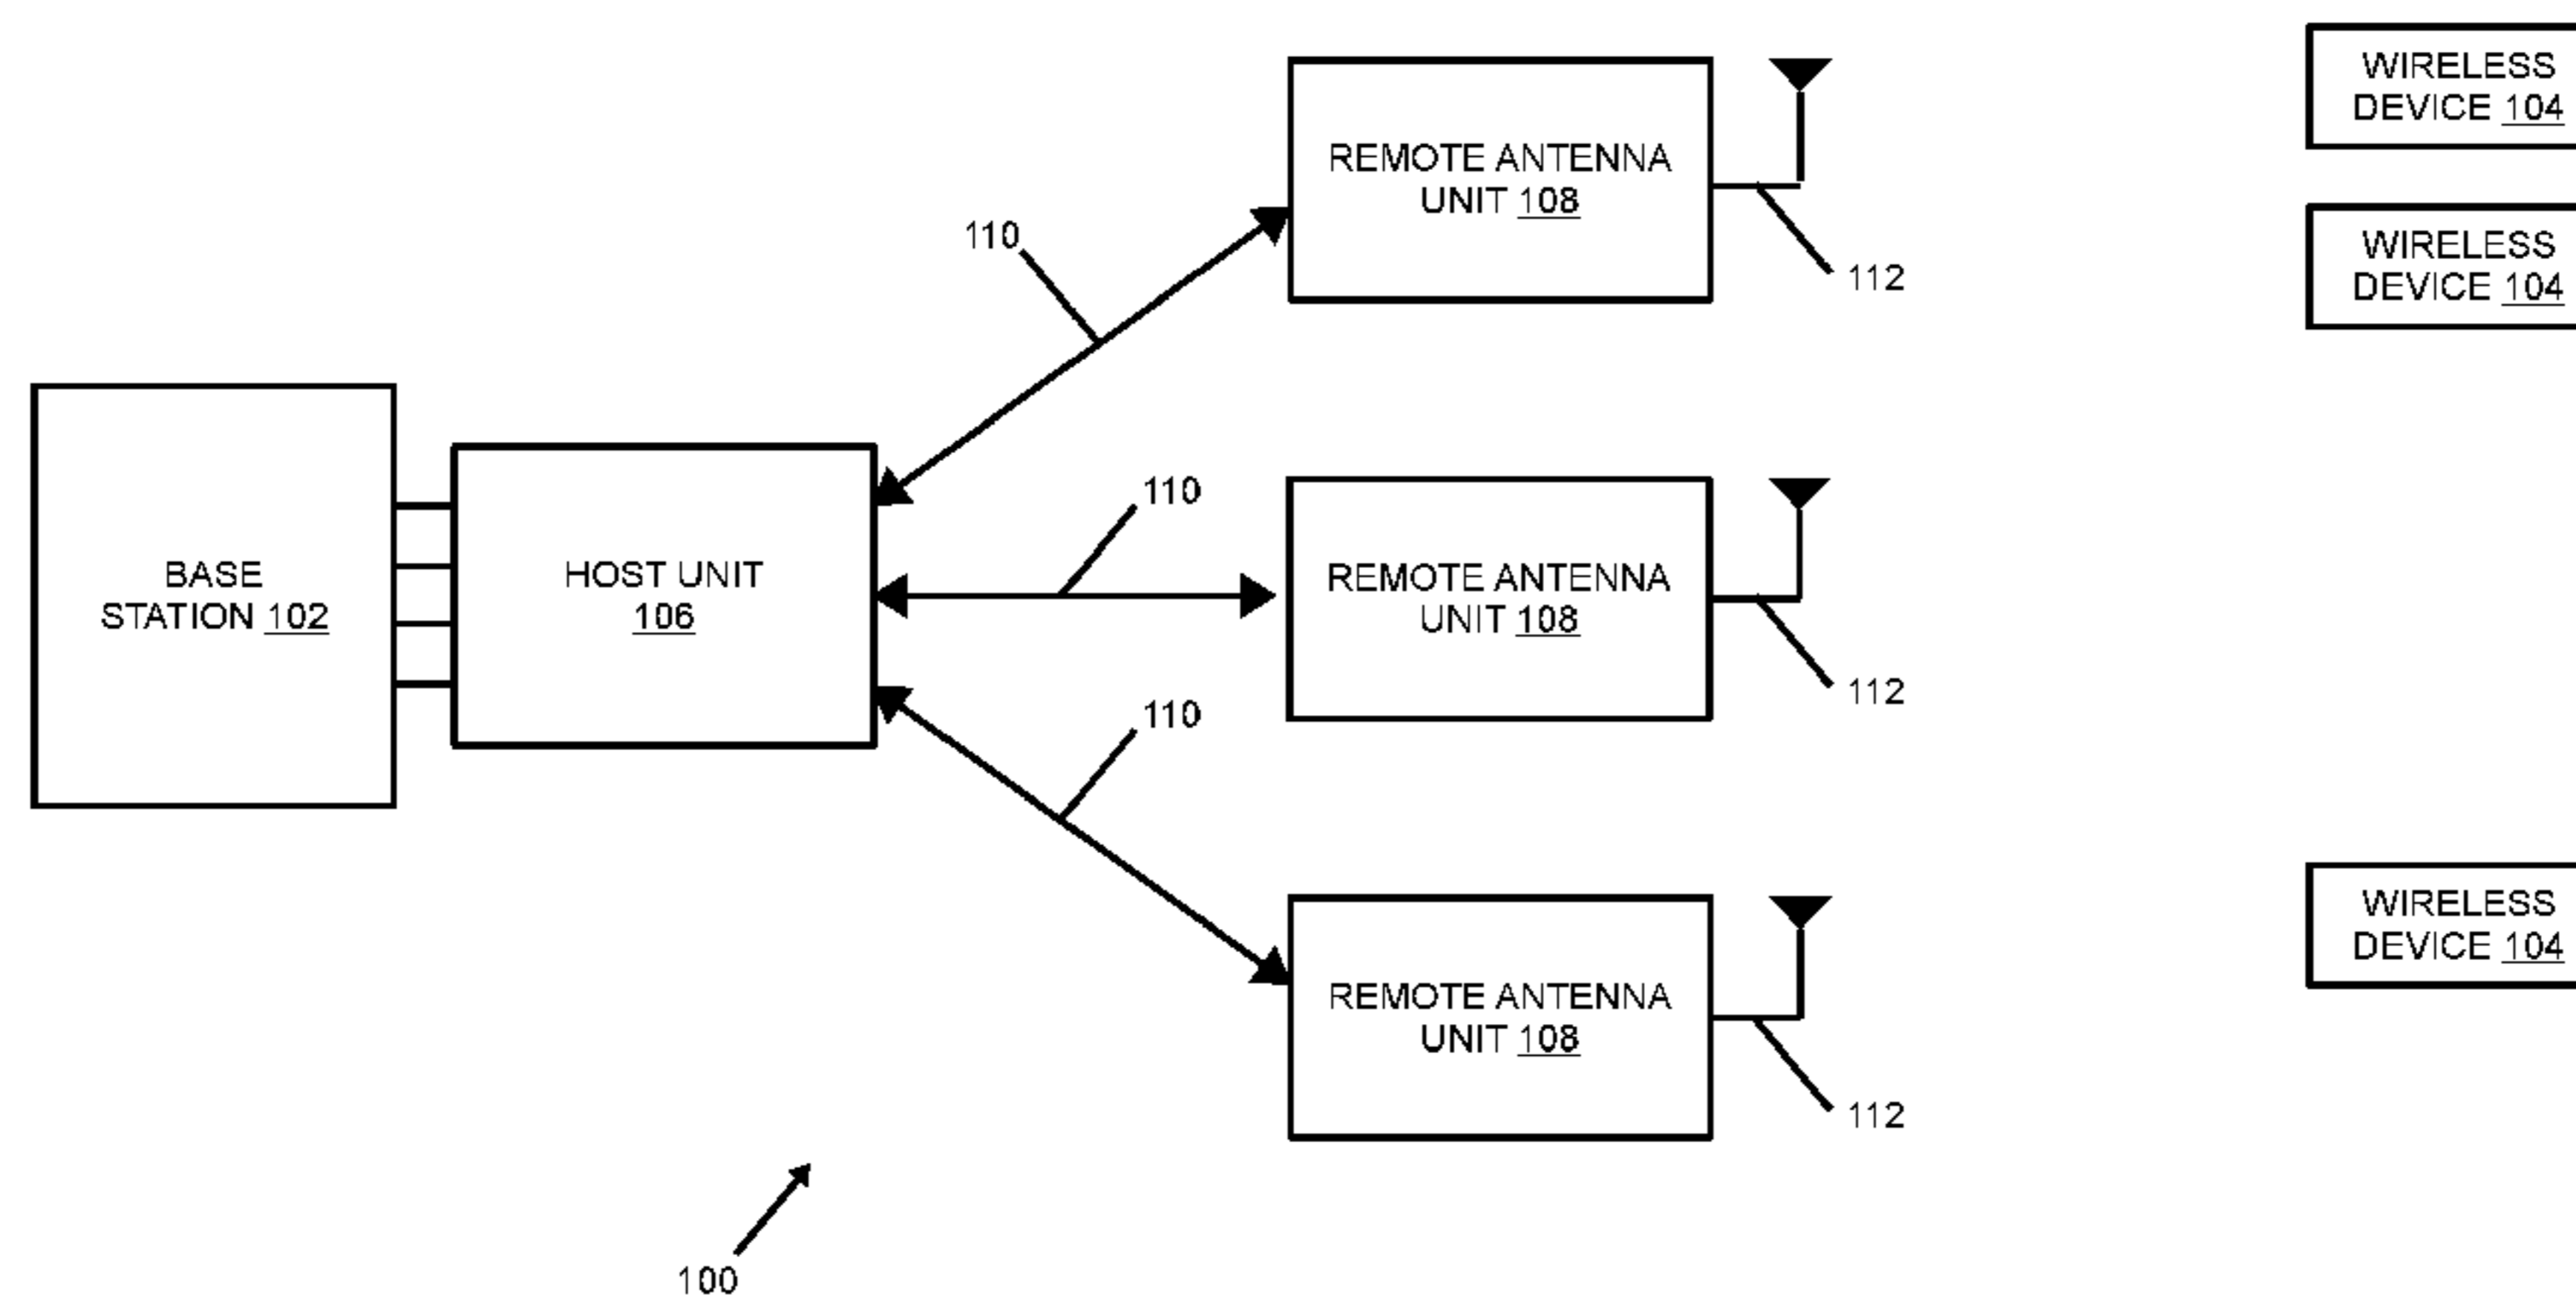 WIRELESS
DEVICE 104
REMOTE ANTENNA
UNIT 108
110
112
WIRELESS
DEVICE 104
BASE
STATION 102
HOST UNIT
106
110
REMOTE ANTENNA
UNIT 108
112
110
WIRELESS
DEVICE 104
REMOTE ANTENNA
UNIT 108
112
100